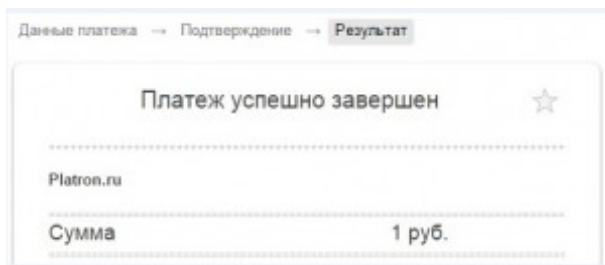 Данные платежа → Подтверждение → Результат
Платеж успешно завершен
Platron.ru
Сумма 1 руб.